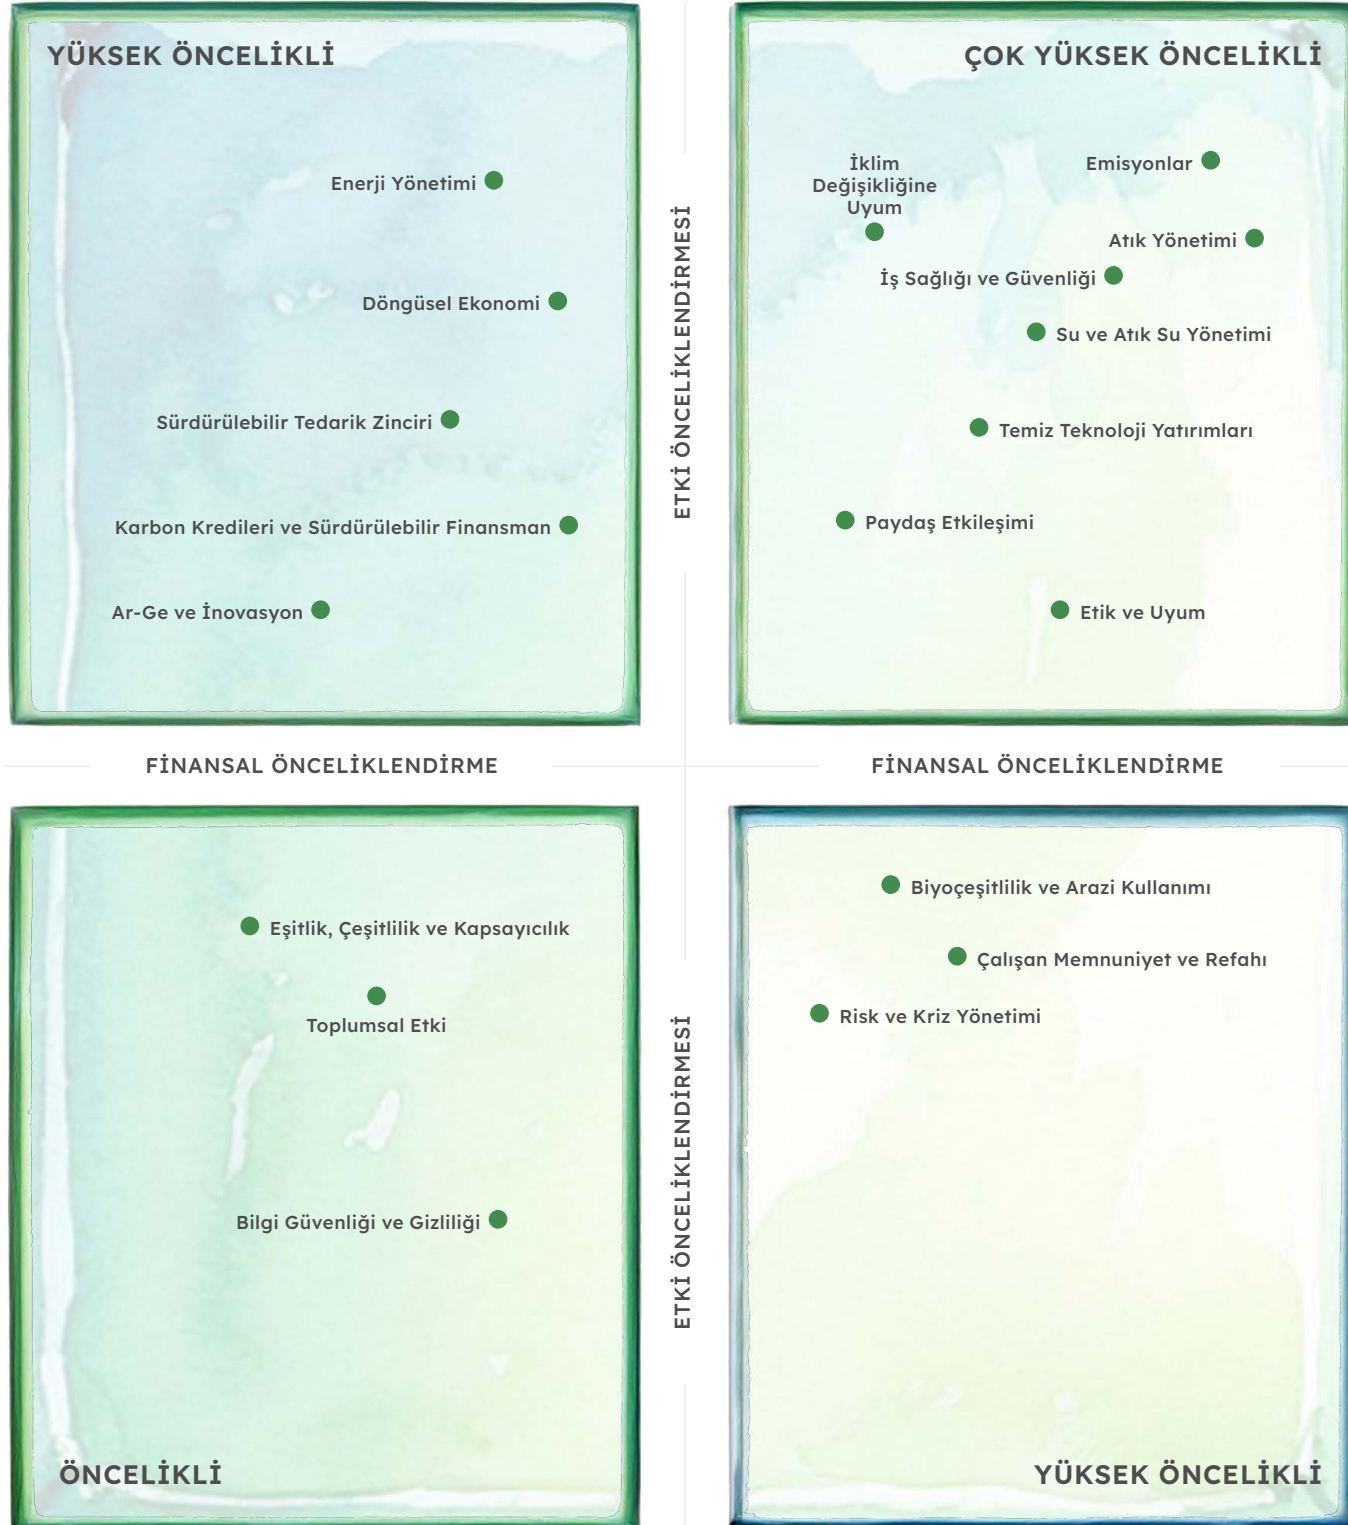 YÜKSEK ÖNCELİKLİ
Enerji Yönetimi
Döngüsel Ekonomi
Sürdürülebilir Tedarik Zinciri
Karbon Kredileri ve Sürdürülebilir Finansman
Ar-Ge ve İnovasyon
ETKİ ÖNCELİKLENDİRMESİ
ÇOK YÜKSEK ÖNCELİKLİ
İklim
Değişikliğine
Uyum
Emisyonlar
Atık Yönetimi
İş Sağlığı ve Güvenliği
Su ve Atık Su Yönetimi
Temiz Teknoloji Yatırımları
Paydaş Etkileşimi
Etik ve Uyum
FİNANSAL ÖNCELİKLENDİRME
FİNANSAL ÖNCELİKLENDİRME
Eşitlik, Çeşitlilik ve Kapsayıcılık
Toplumsal Etki
Bilgi Güvenliği ve Gizliliği
ÖNCELİKLİ
ETKİ ÖNCELİKLENDİRMESİ
Biyoçeşitlilik ve Arazi Kullanımı
Çalışan Memnuniyet ve Refahı
Risk ve Kriz Yönetimi
YÜKSEK ÖNCELİKLİ